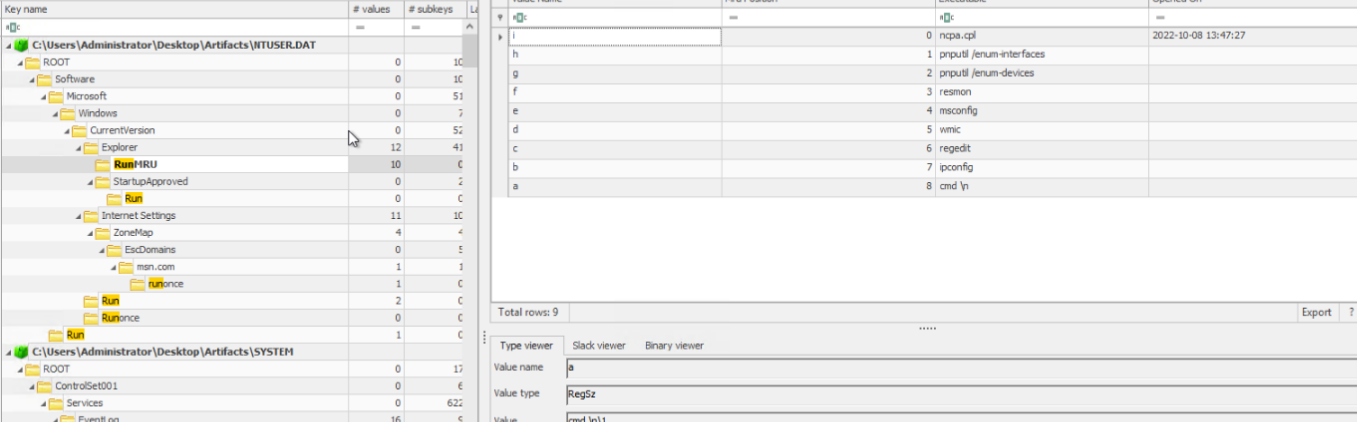 Key name # values # subkeys La
C:\Users\Administrator\Desktop\Artifacts\NTUSER.DAT
ROOT 0 10
Software 0 10
Microsoft 0 51
Windows 0 7
CurrentVersion 0 52
Explorer 12 41
RunMRU 10 0
StartupApproved 0 2
Run 0 0
Internet Settings 11 10
ZoneMap 4 4
EscDomains 0 5
msn.com 1 1
runonce 1 0
Run 2 0
Runonce 0 0
Run 1 0
C:\Users\Administrator\Desktop\Artifacts\SYSTEM
ROOT 0 17
ControlSet001 0 6
Services 0 622
EventLog 16 9
Value Name MRU Position Executable Opened On
i 0 ncpa.cpl 2022-10-08 13:47:27
h 1 pnputil /enum-interfaces
g 2 pnputil /enum-devices
f 3 resmon
e 4 msconfig
d 5 wmic
c 6 regedit
b 7 ipconfig
a 8 cmd \n
Total rows: 9 Export ?
Type viewer Slack viewer Binary viewer
Value name a
Value type RegSz
Value cmd \n\1